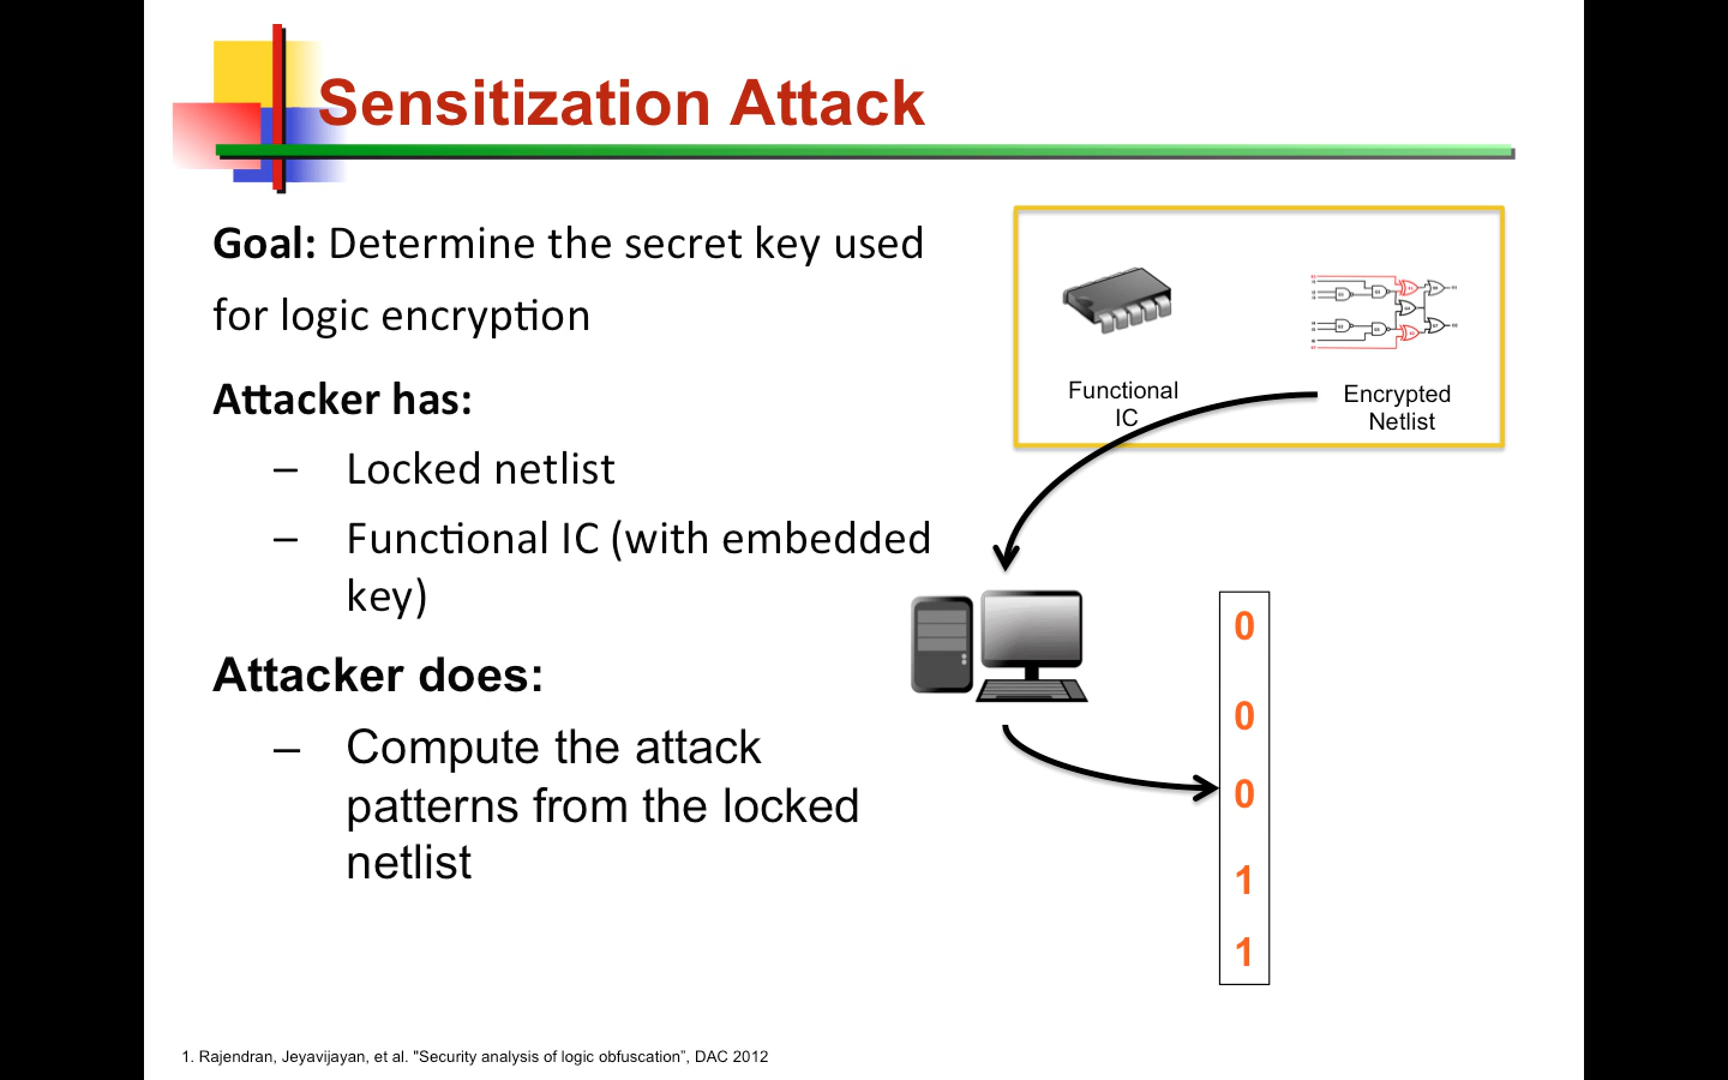 Sensitization Attack
Goal: Determine the secret key used
for logic encryption
Attacker has:
– Locked netlist
– Functional IC (with embedded
key)
Attacker does:
– Compute the attack
patterns from the locked
netlist
Functional
IC
Encrypted
Netlist
0
0
0
1
1
1. Rajendran, Jeyavijayan, et al. "Security analysis of logic obfuscation”, DAC 2012